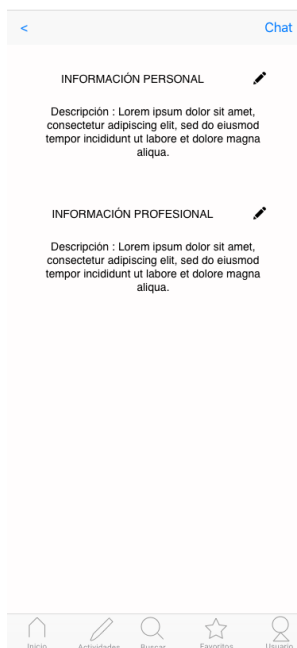 < Chat
INFORMACIÓN PERSONAL
Descripción : Lorem ipsum dolor sit amet,
consectetur adipiscing elit, sed do eiusmod
tempor incididunt ut labore et dolore magna
aliqua.
INFORMACIÓN PROFESIONAL
Descripción : Lorem ipsum dolor sit amet,
consectetur adipiscing elit, sed do eiusmod
tempor incididunt ut labore et dolore magna
aliqua.
Inicio Actividades Buscar Favoritos Usuario